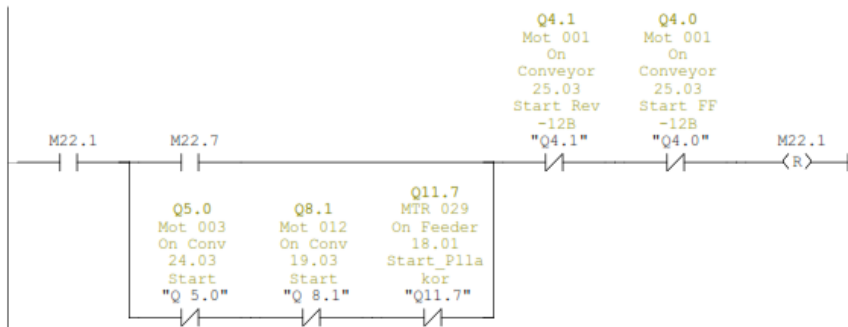 Q4.1
Mot 001
On
Conveyor
25.03
Start Rev
-12B
"Q4.1"
Q4.0
Mot 001
On
Conveyor
25.03
Start FF
-12B
"Q4.0"
M22.1
M22.7
M22.1
R
Q5.0
Mot 003
On Conv
24.03
Start
"Q 5.0"
Q8.1
Mot 012
On Conv
19.03
Start
"Q 8.1"
Q11.7
MTR 029
On Feeder
18.01
Start_Plla
kor
"Q11.7"